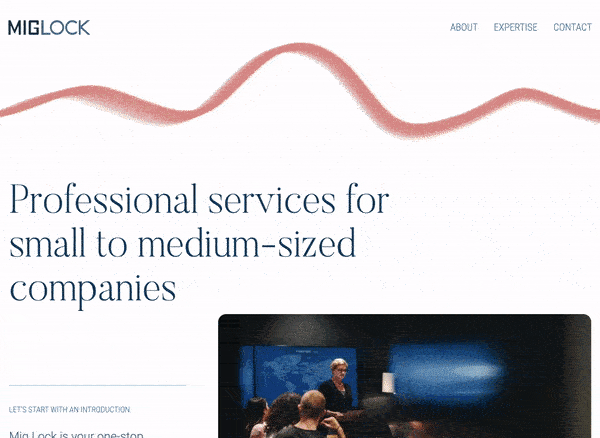 MIGLOCK
ABOUT EXPERTISE CONTACT
Professional services for
small to medium-sized
companies
LET'S START WITH AN INTRODUCTION
Mig Lock is your one-stop